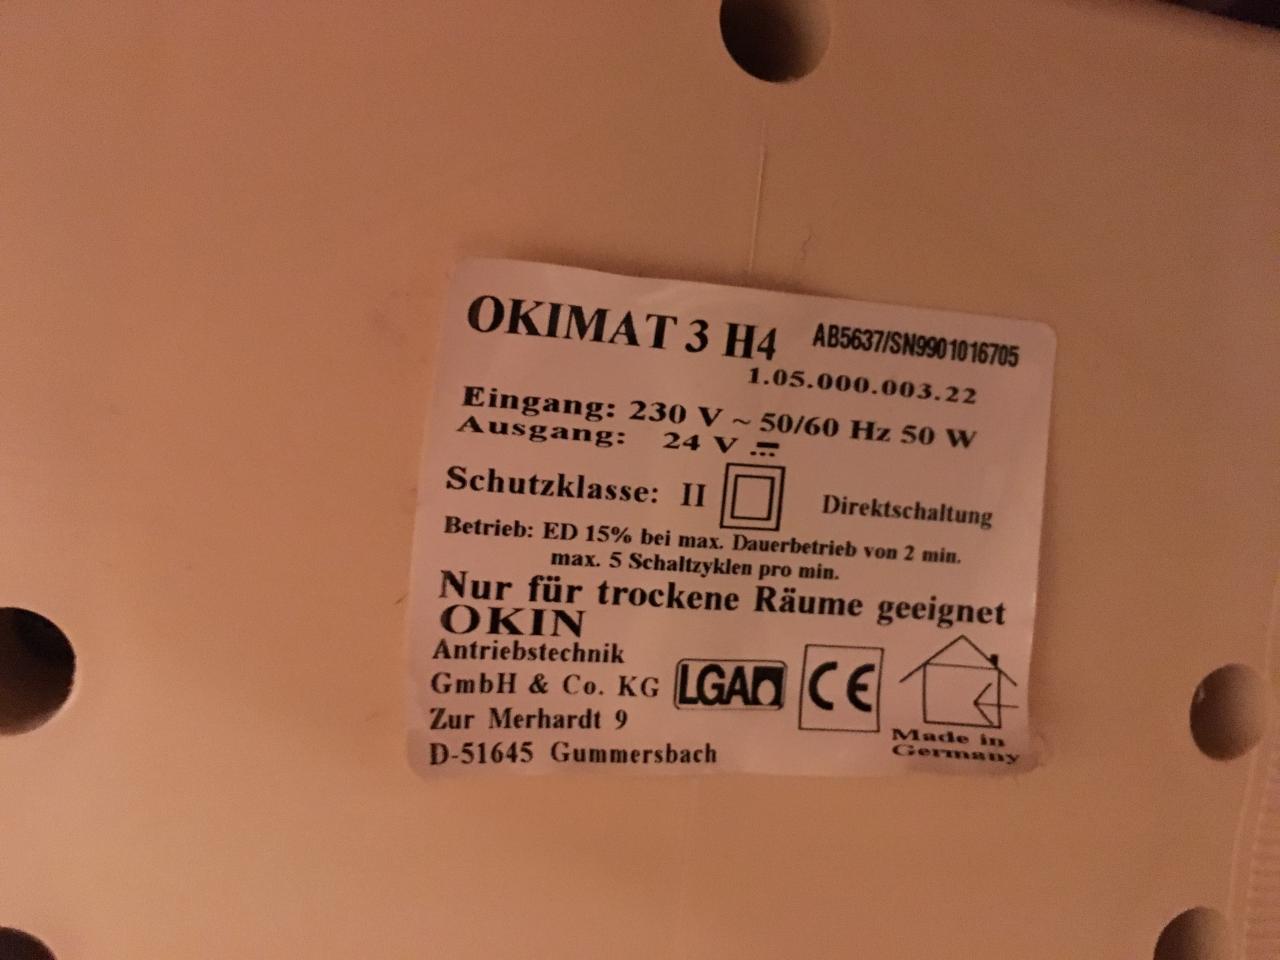 OKIMAT 3 H4 AB5637/SN9901016705
1.05.000.003.22
Eingang: 230 V ~ 50/60 Hz 50 W
Ausgang: 24 V
Schutzklasse: II Direktschaltung
Betrieb: ED 15% bei max. Dauerbetrieb von 2 min.
max. 5 Schaltzyklen pro min.
Nur für trockene Räume geeignet
OKIN
Antriebstechnik
GmbH & Co. KG
LGA CE
Zur Merhardt 9
D-51645 Gummersbach
Made in
Germany